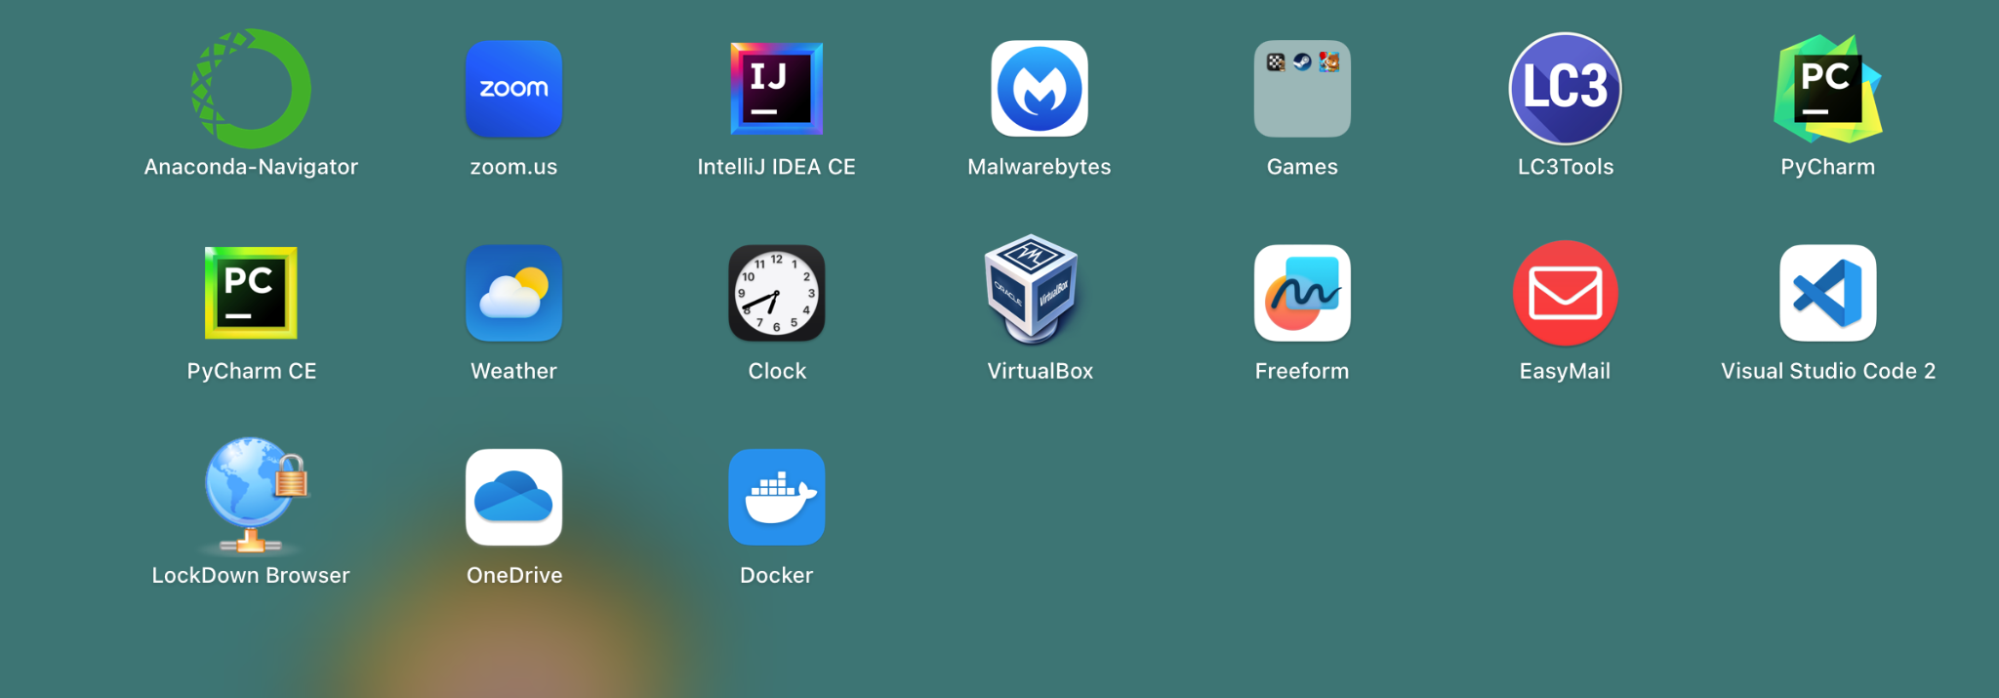 zoom
IJ
LC3
PC
Anaconda-Navigator
zoom.us
IntelliJ IDEA CE
Malwarebytes
Games
LC3Tools
PyCharm
PC
12
11
1
10
2
9
3
8
4
7
5
6
ORACLE
VirtualBox
PyCharm CE
Weather
Clock
VirtualBox
Freeform
EasyMail
Visual Studio Code 2
LockDown Browser
OneDrive
Docker